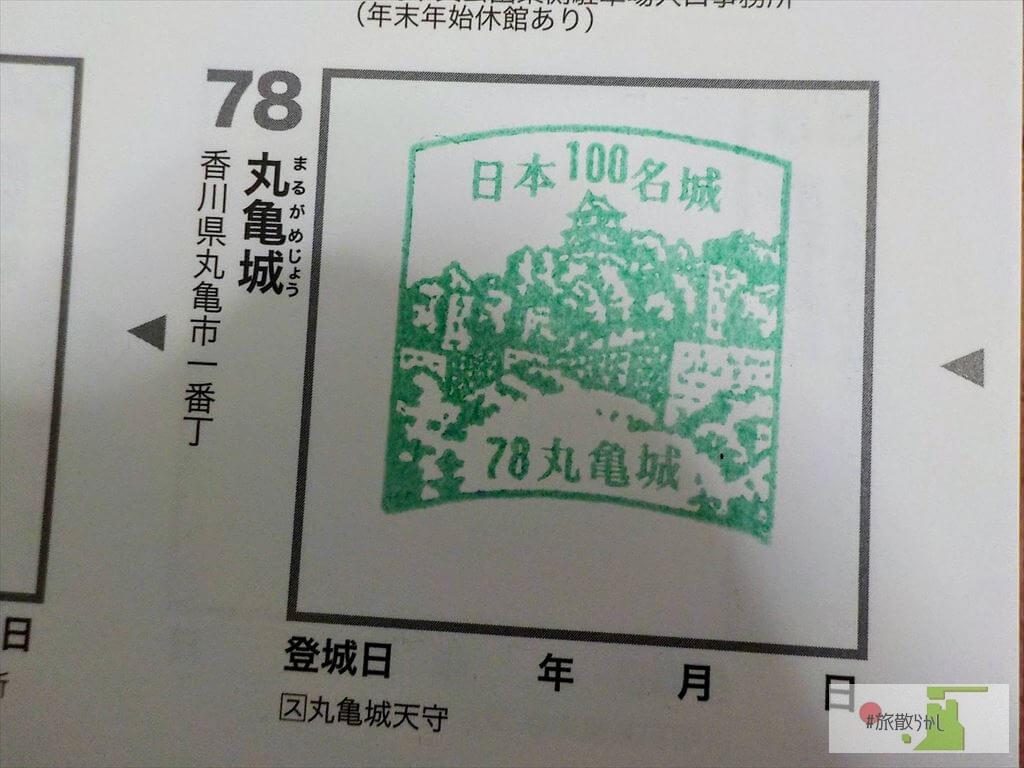 (年末年始休館あり)
78
丸亀城
まるがめじょう
香川県丸亀市一番丁
日本100名城
78丸亀城
登城日 年 月 日
ス丸亀城天守
日
#旅散らかし